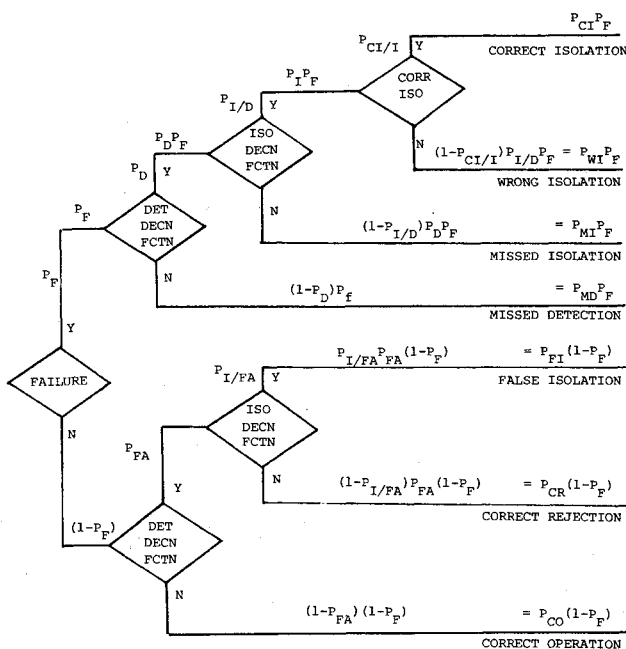 P_CI P_F
P_CI/I Y
CORRECT ISOLATION
P_I P_F
CORR
ISO
P_I/D Y
N (1-P_CI/I)P_I/D P_F = P_WI P_F
WRONG ISOLATION
P_D P_F
ISO
DECN
FCTN
P_D Y
N (1-P_I/D)P_D P_F = P_MI P_F
MISSED ISOLATION
P_F
DET
DECN
FCTN
N (1-P_D)P_f = P_MD P_F
MISSED DETECTION
P_F
Y
P_I/FA P_FA(1-P_F) = P_FI(1-P_F)
P_I/FA Y
FALSE ISOLATION
FAILURE
ISO
DECN
FCTN
N
P_FA
N (1-P_I/FA)P_FA(1-P_F) = P_CR(1-P_F)
Y
CORRECT REJECTION
(1-P_F)
DET
DECN
FCTN
N (1-P_FA)(1-P_F) = P_CO(1-P_F)
CORRECT OPERATION